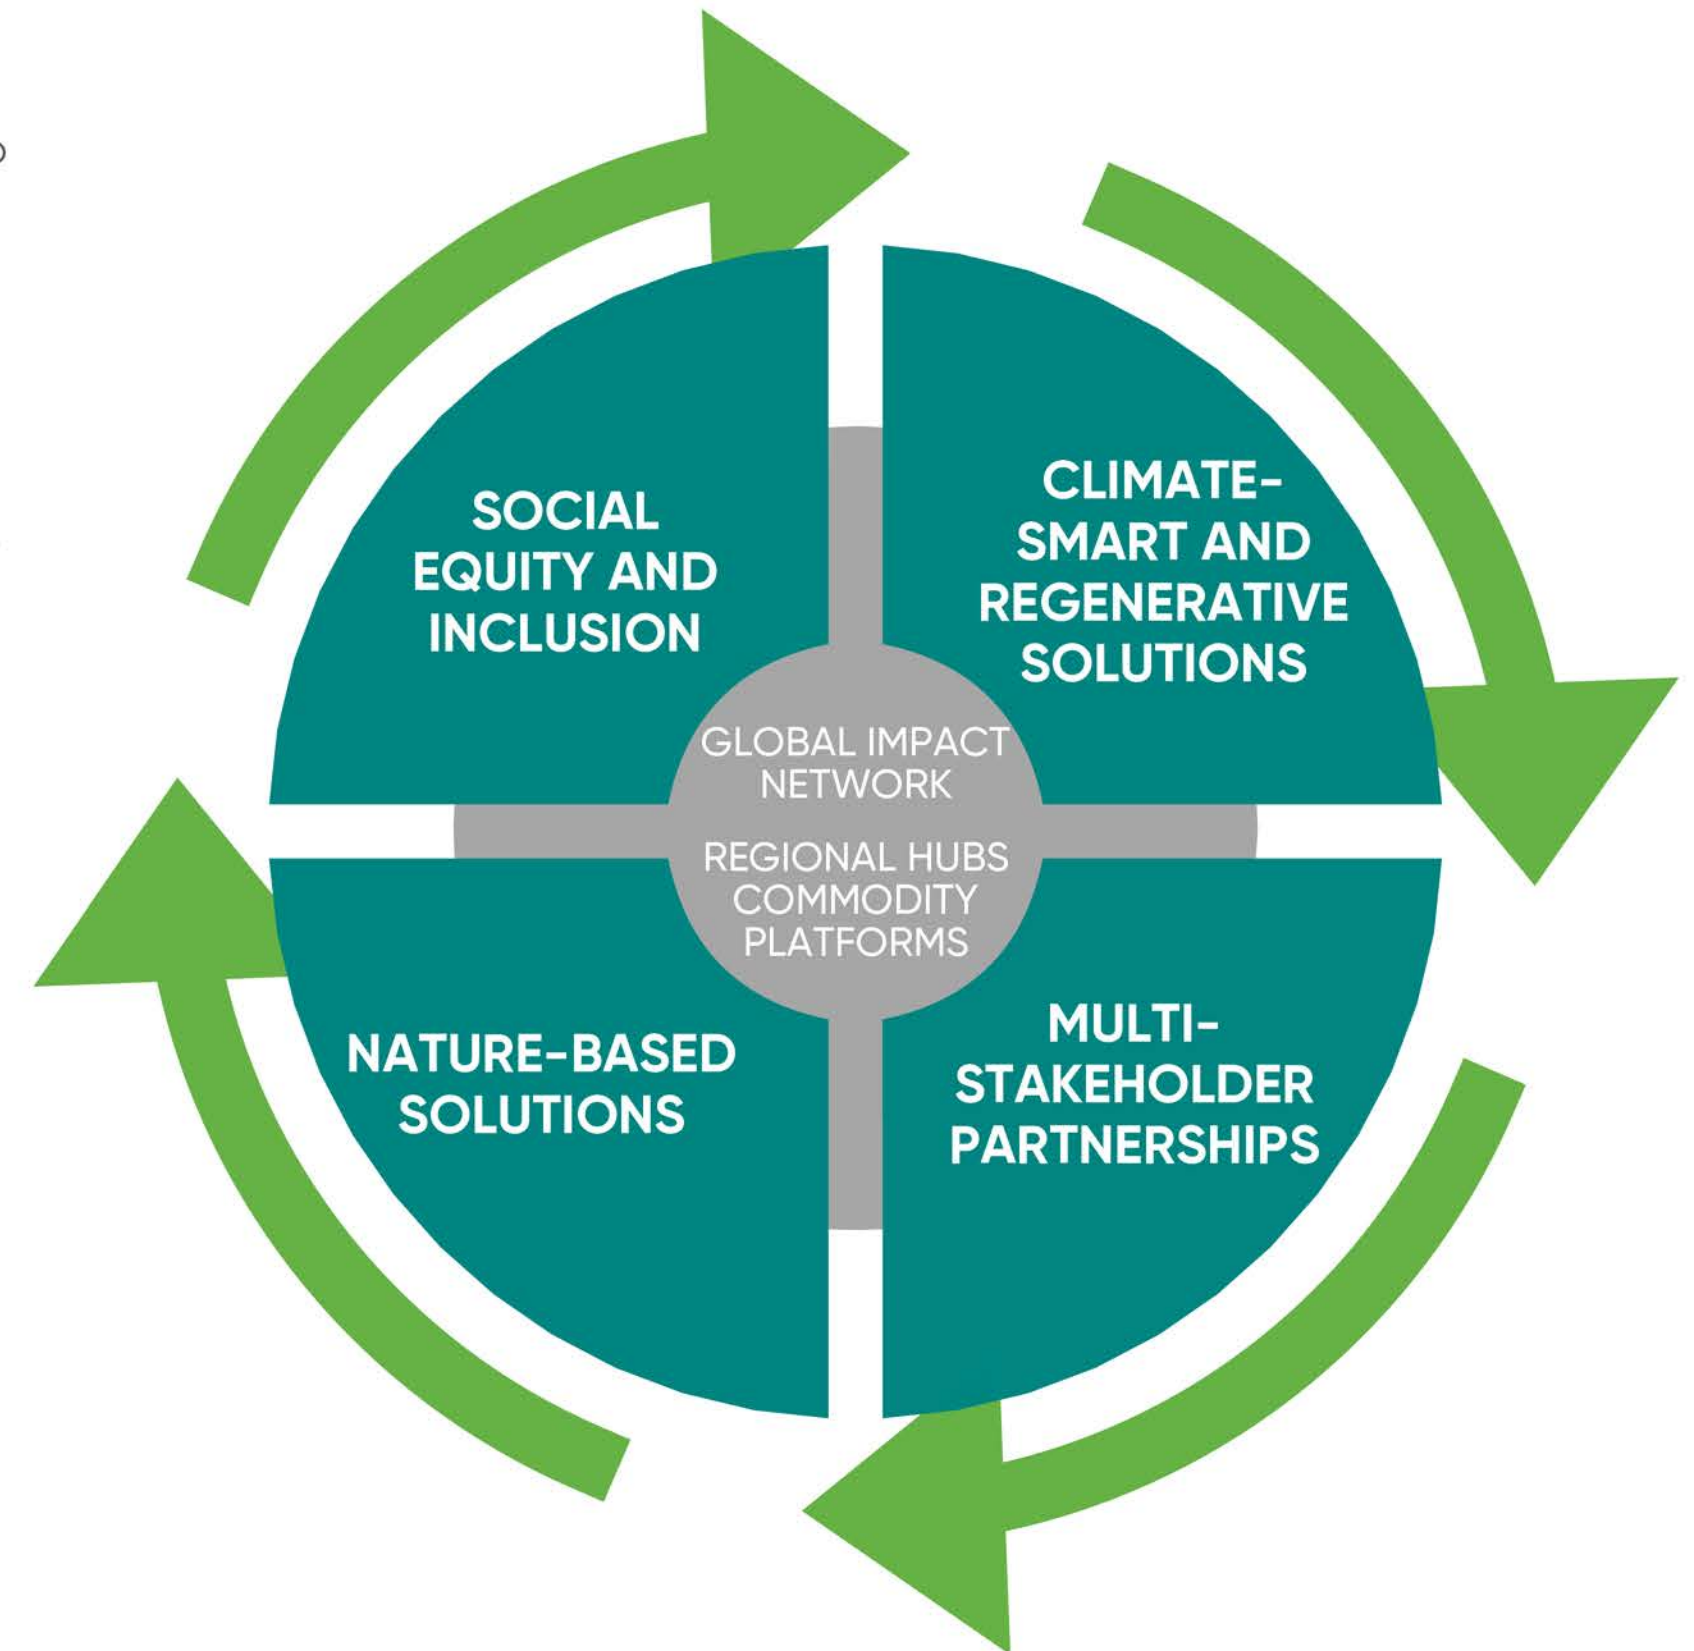 SOCIAL
EQUITY AND
INCLUSION
CLIMATE-
SMART AND
REGENERATIVE
SOLUTIONS
GLOBAL IMPACT
NETWORK
REGIONAL HUBS
COMMODITY
PLATFORMS
NATURE-BASED
SOLUTIONS
MULTI-
STAKEHOLDER
PARTNERSHIPS